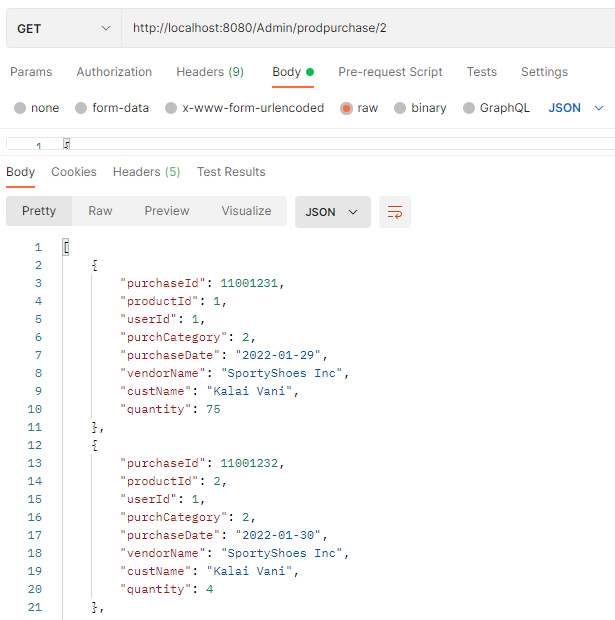 GET http://localhost:8080/Admin/prodpurchase/2
Params Authorization Headers (9) Body Pre-request Script Tests Settings
none form-data x-www-form-urlencoded raw binary GraphQL JSON
1 {
Body Cookies Headers (5) Test Results
Pretty Raw Preview Visualize JSON
1 [
2 {
3 "purchaseId": 11001231,
4 "productId": 1,
5 "userId": 1,
6 "purchCategory": 2,
7 "purchaseDate": "2022-01-29",
8 "vendorName": "SportyShoes Inc",
9 "custName": "Kalai Vani",
10 "quantity": 75
11 },
12 {
13 "purchaseId": 11001232,
14 "productId": 2,
15 "userId": 1,
16 "purchCategory": 2,
17 "purchaseDate": "2022-01-30",
18 "vendorName": "SportyShoes Inc",
19 "custName": "Kalai Vani",
20 "quantity": 4
21 },